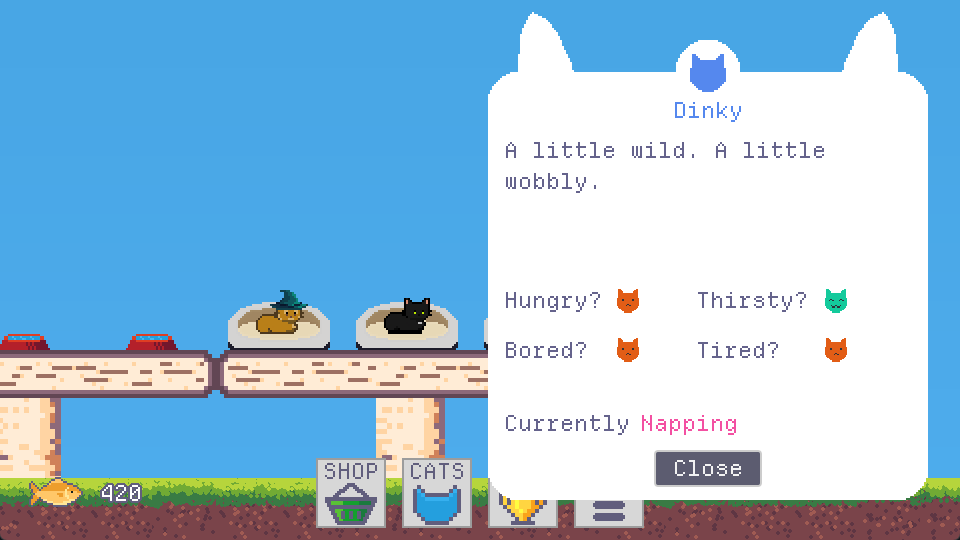 Dinky
A little wild. A little
wobbly.
Hungry? Thirsty?
Bored? Tired?
Currently Napping
Close
SHOP CATS
420